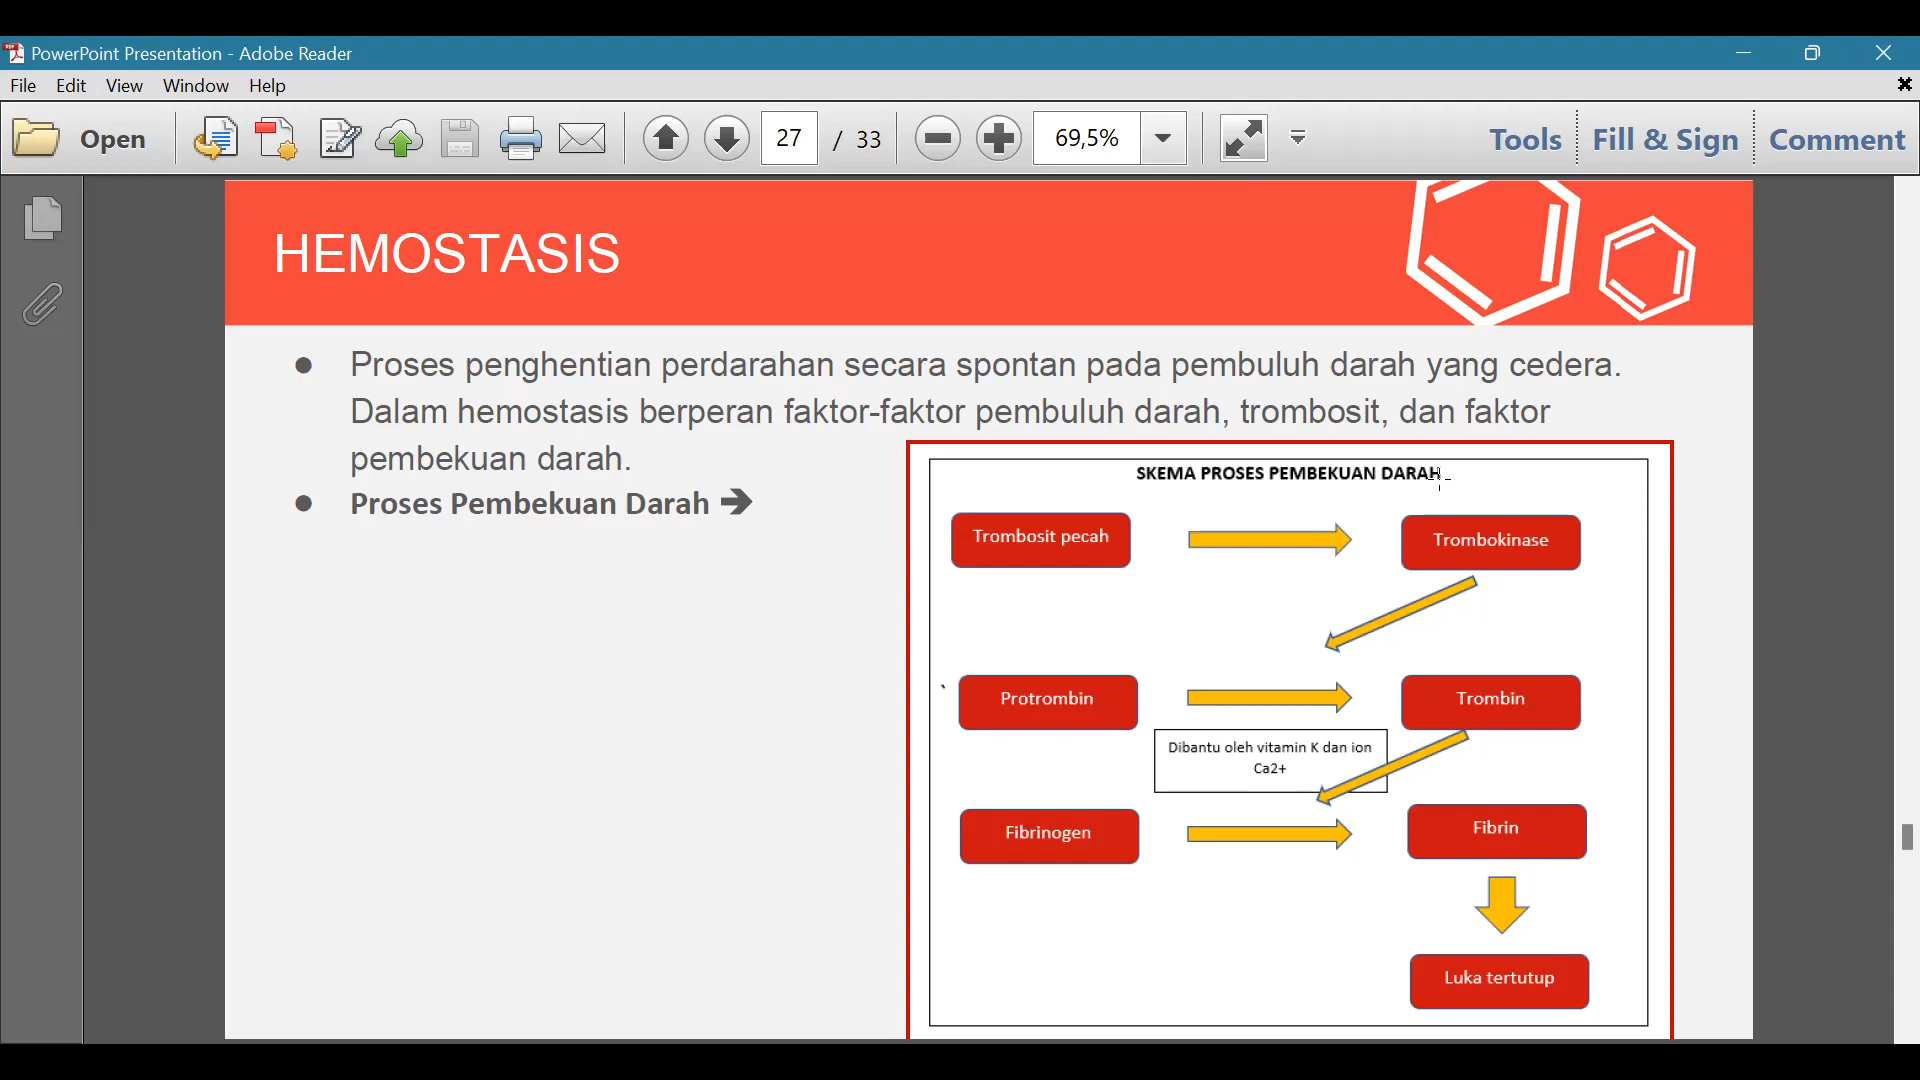 PowerPoint Presentation - Adobe Reader
File Edit View Window Help
Open 27 / 33 69,5% Tools Fill & Sign Comment
HEMOSTASIS
● Proses penghentian perdarahan secara spontan pada pembuluh darah yang cedera.
Dalam hemostasis berperan faktor-faktor pembuluh darah, trombosit, dan faktor
pembekuan darah.
● Proses Pembekuan Darah ➔
SKEMA PROSES PEMBEKUAN DARAH
Trombosit pecah
Trombokinase
Protrombin
Trombin
Dibantu oleh vitamin K dan ion
Ca2+
Fibrinogen
Fibrin
Luka tertutup